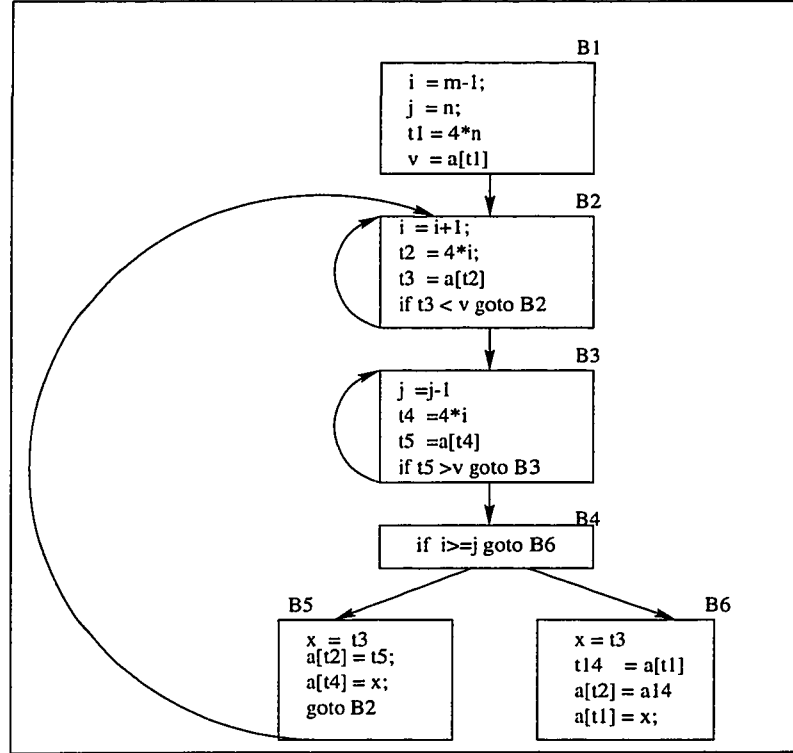 B1
i = m-1;
j = n;
t1 = 4*n
v = a[t1]
B2
i = i+1;
t2 = 4*i;
t3 = a[t2]
if t3 < v goto B2
B3
j =j-1
t4 =4*i
t5 =a[t4]
if t5 >v goto B3
B4
if i>=j goto B6
B5
x = t3
a[t2] = t5;
a[t4] = x;
goto B2
B6
x = t3
t14 = a[t1]
a[t2] = a14
a[t1] = x;